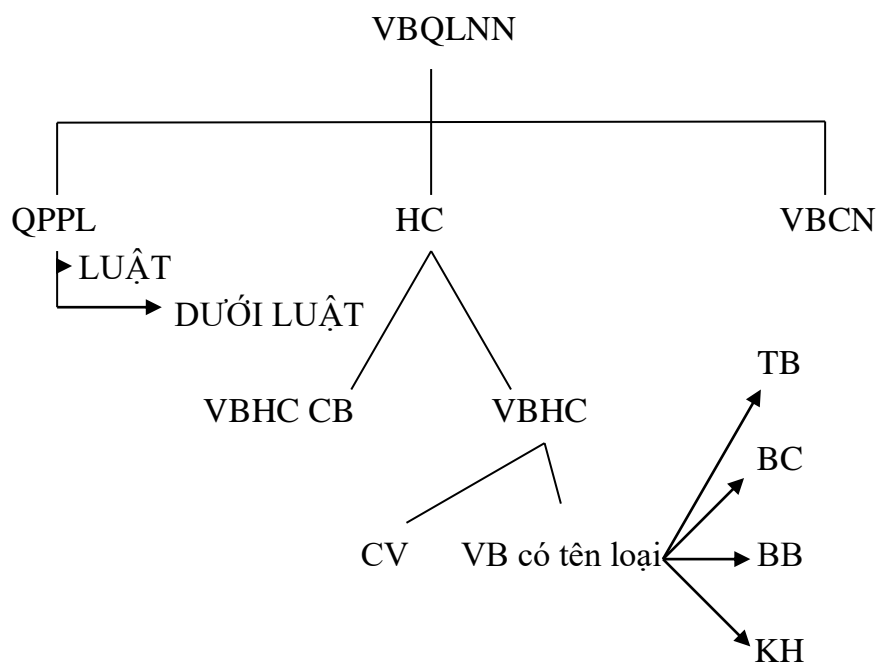 VBQLNN
QPPL
HC
VBCN
LUẬT
DƯỚI LUẬT
VBHC CB
VBHC
TB
BC
CV
VB có tên loại
BB
KH